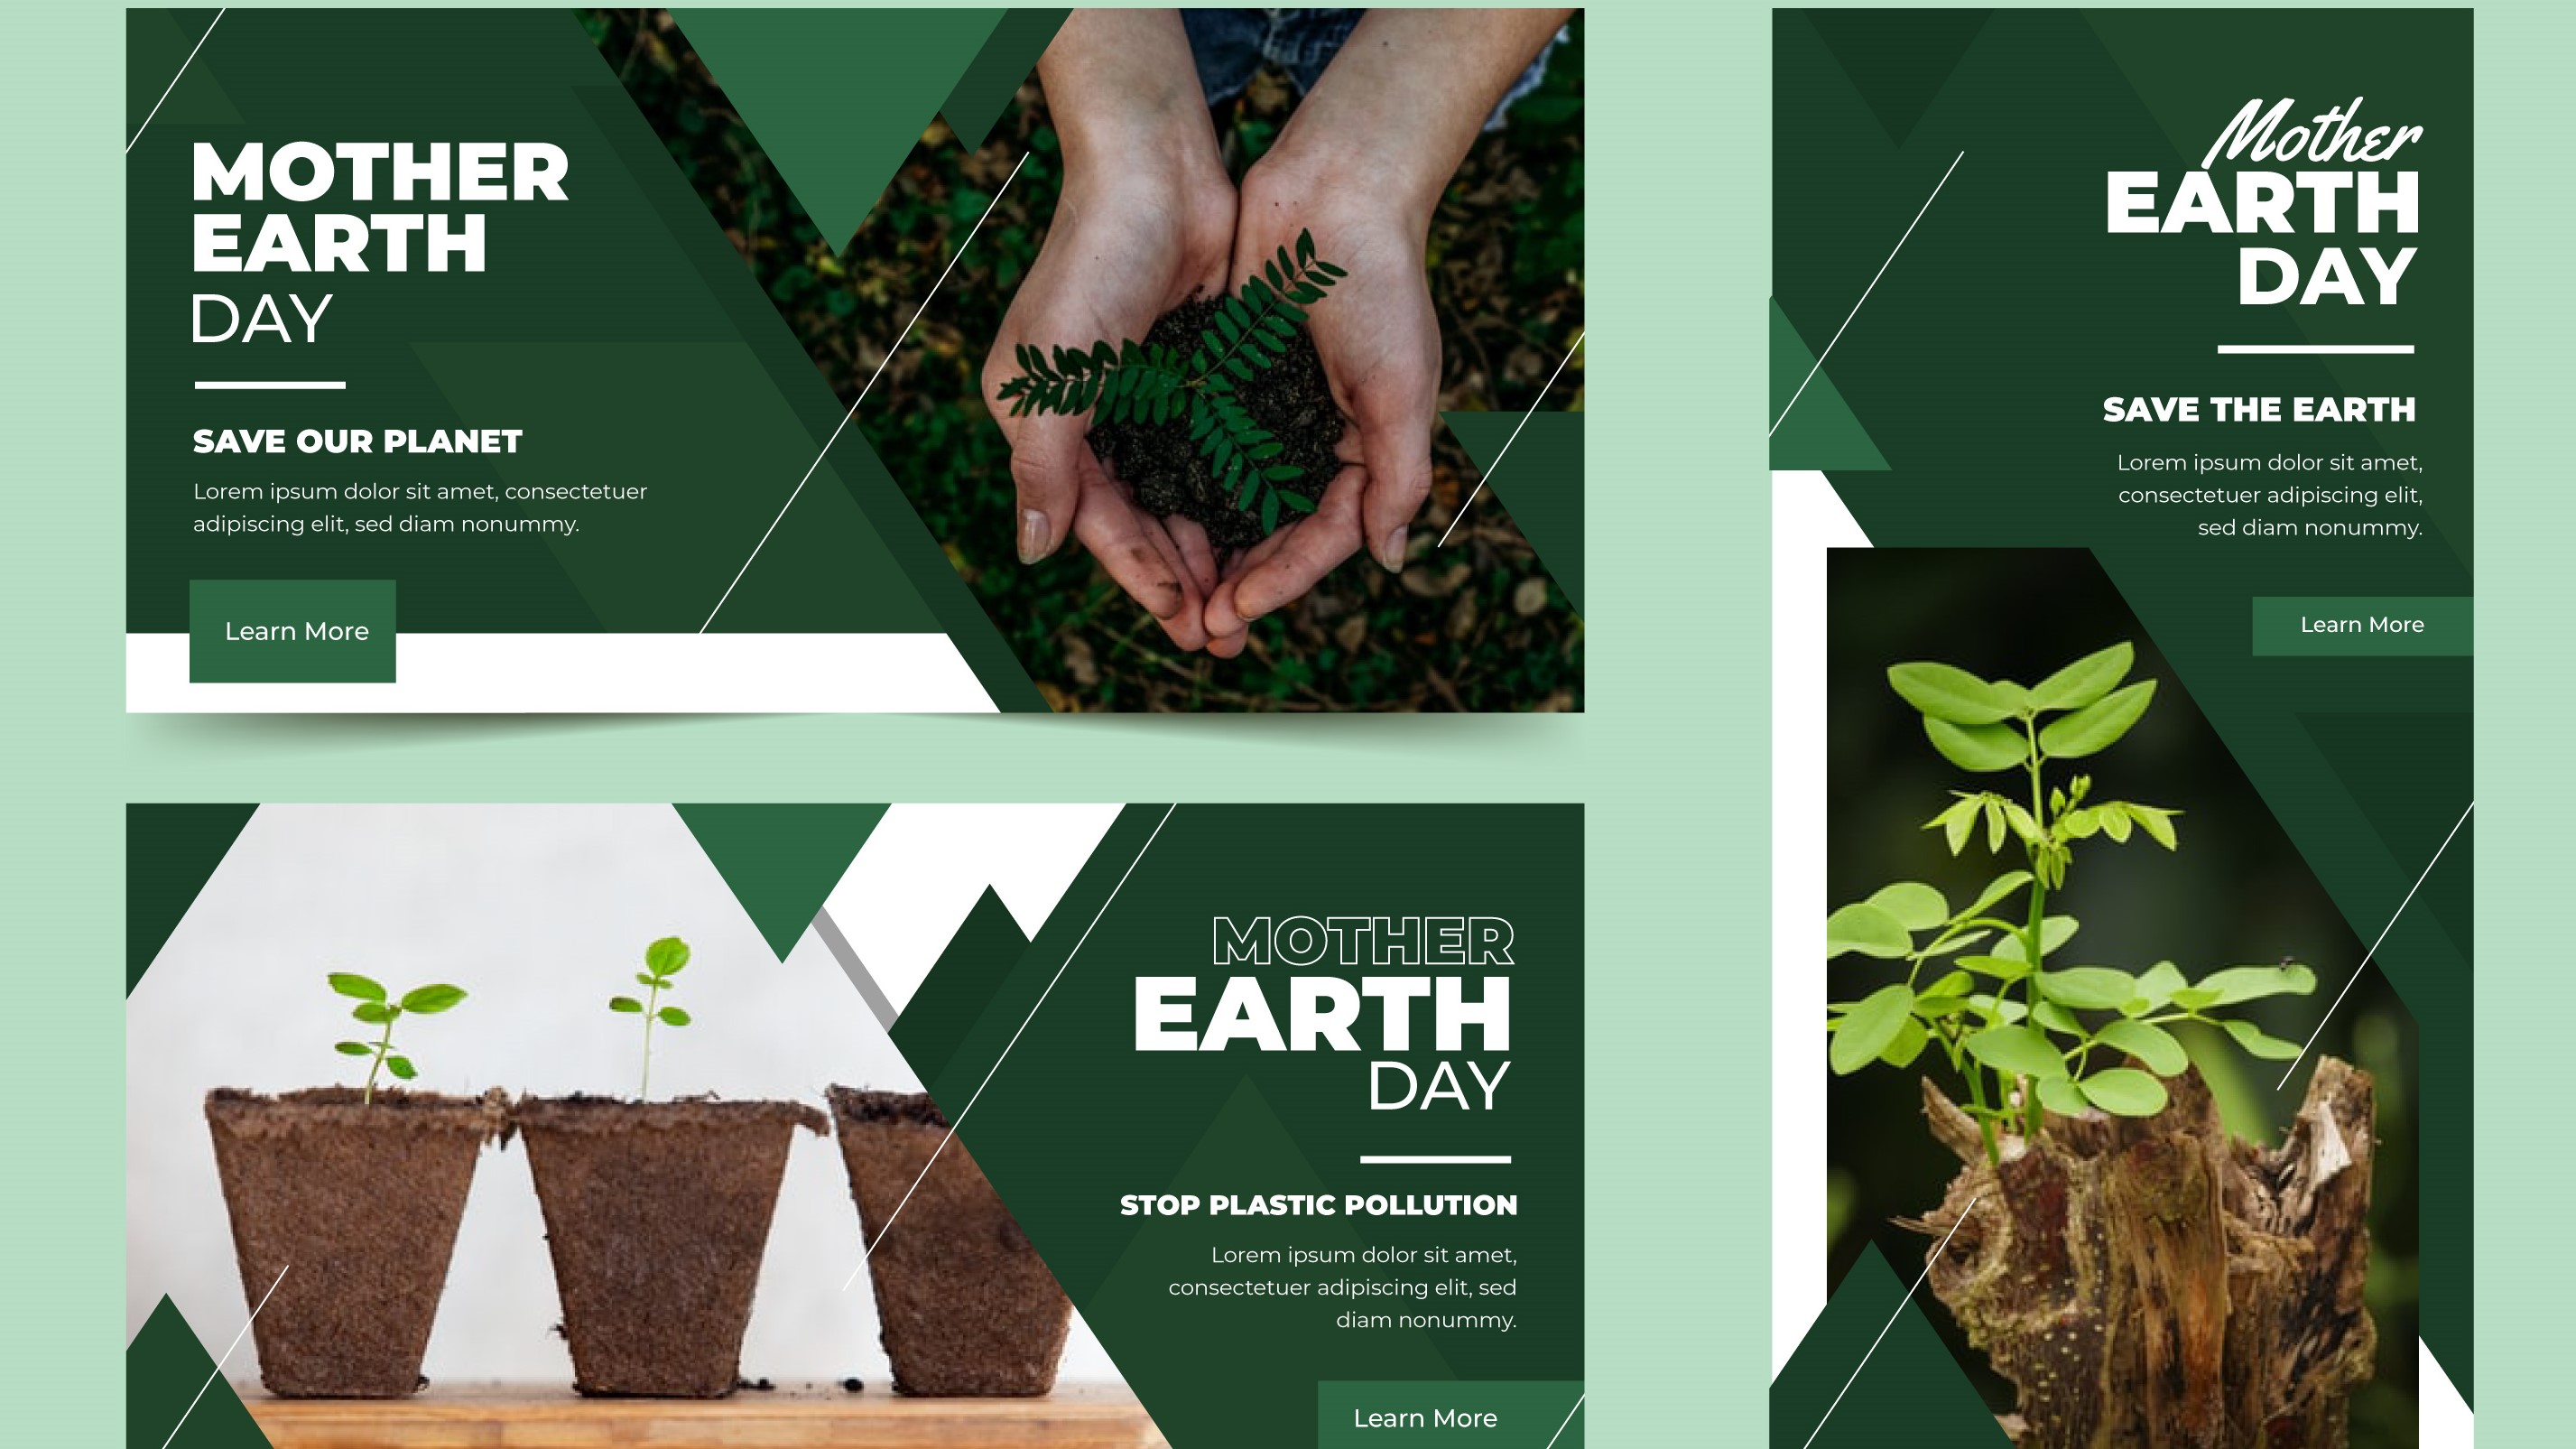 MOTHER
EARTH
DAY
SAVE OUR PLANET
Lorem ipsum dolor sit amet, consectetuer
adipiscing elit, sed diam nonummy.
Learn More
MOTHER
EARTH
DAY
STOP PLASTIC POLLUTION
Lorem ipsum dolor sit amet,
consectetuer adipiscing elit, sed
diam nonummy.
Learn More
Mother
EARTH
DAY
SAVE THE EARTH
Lorem ipsum dolor sit amet,
consectetuer adipiscing elit,
sed diam nonummy.
Learn More